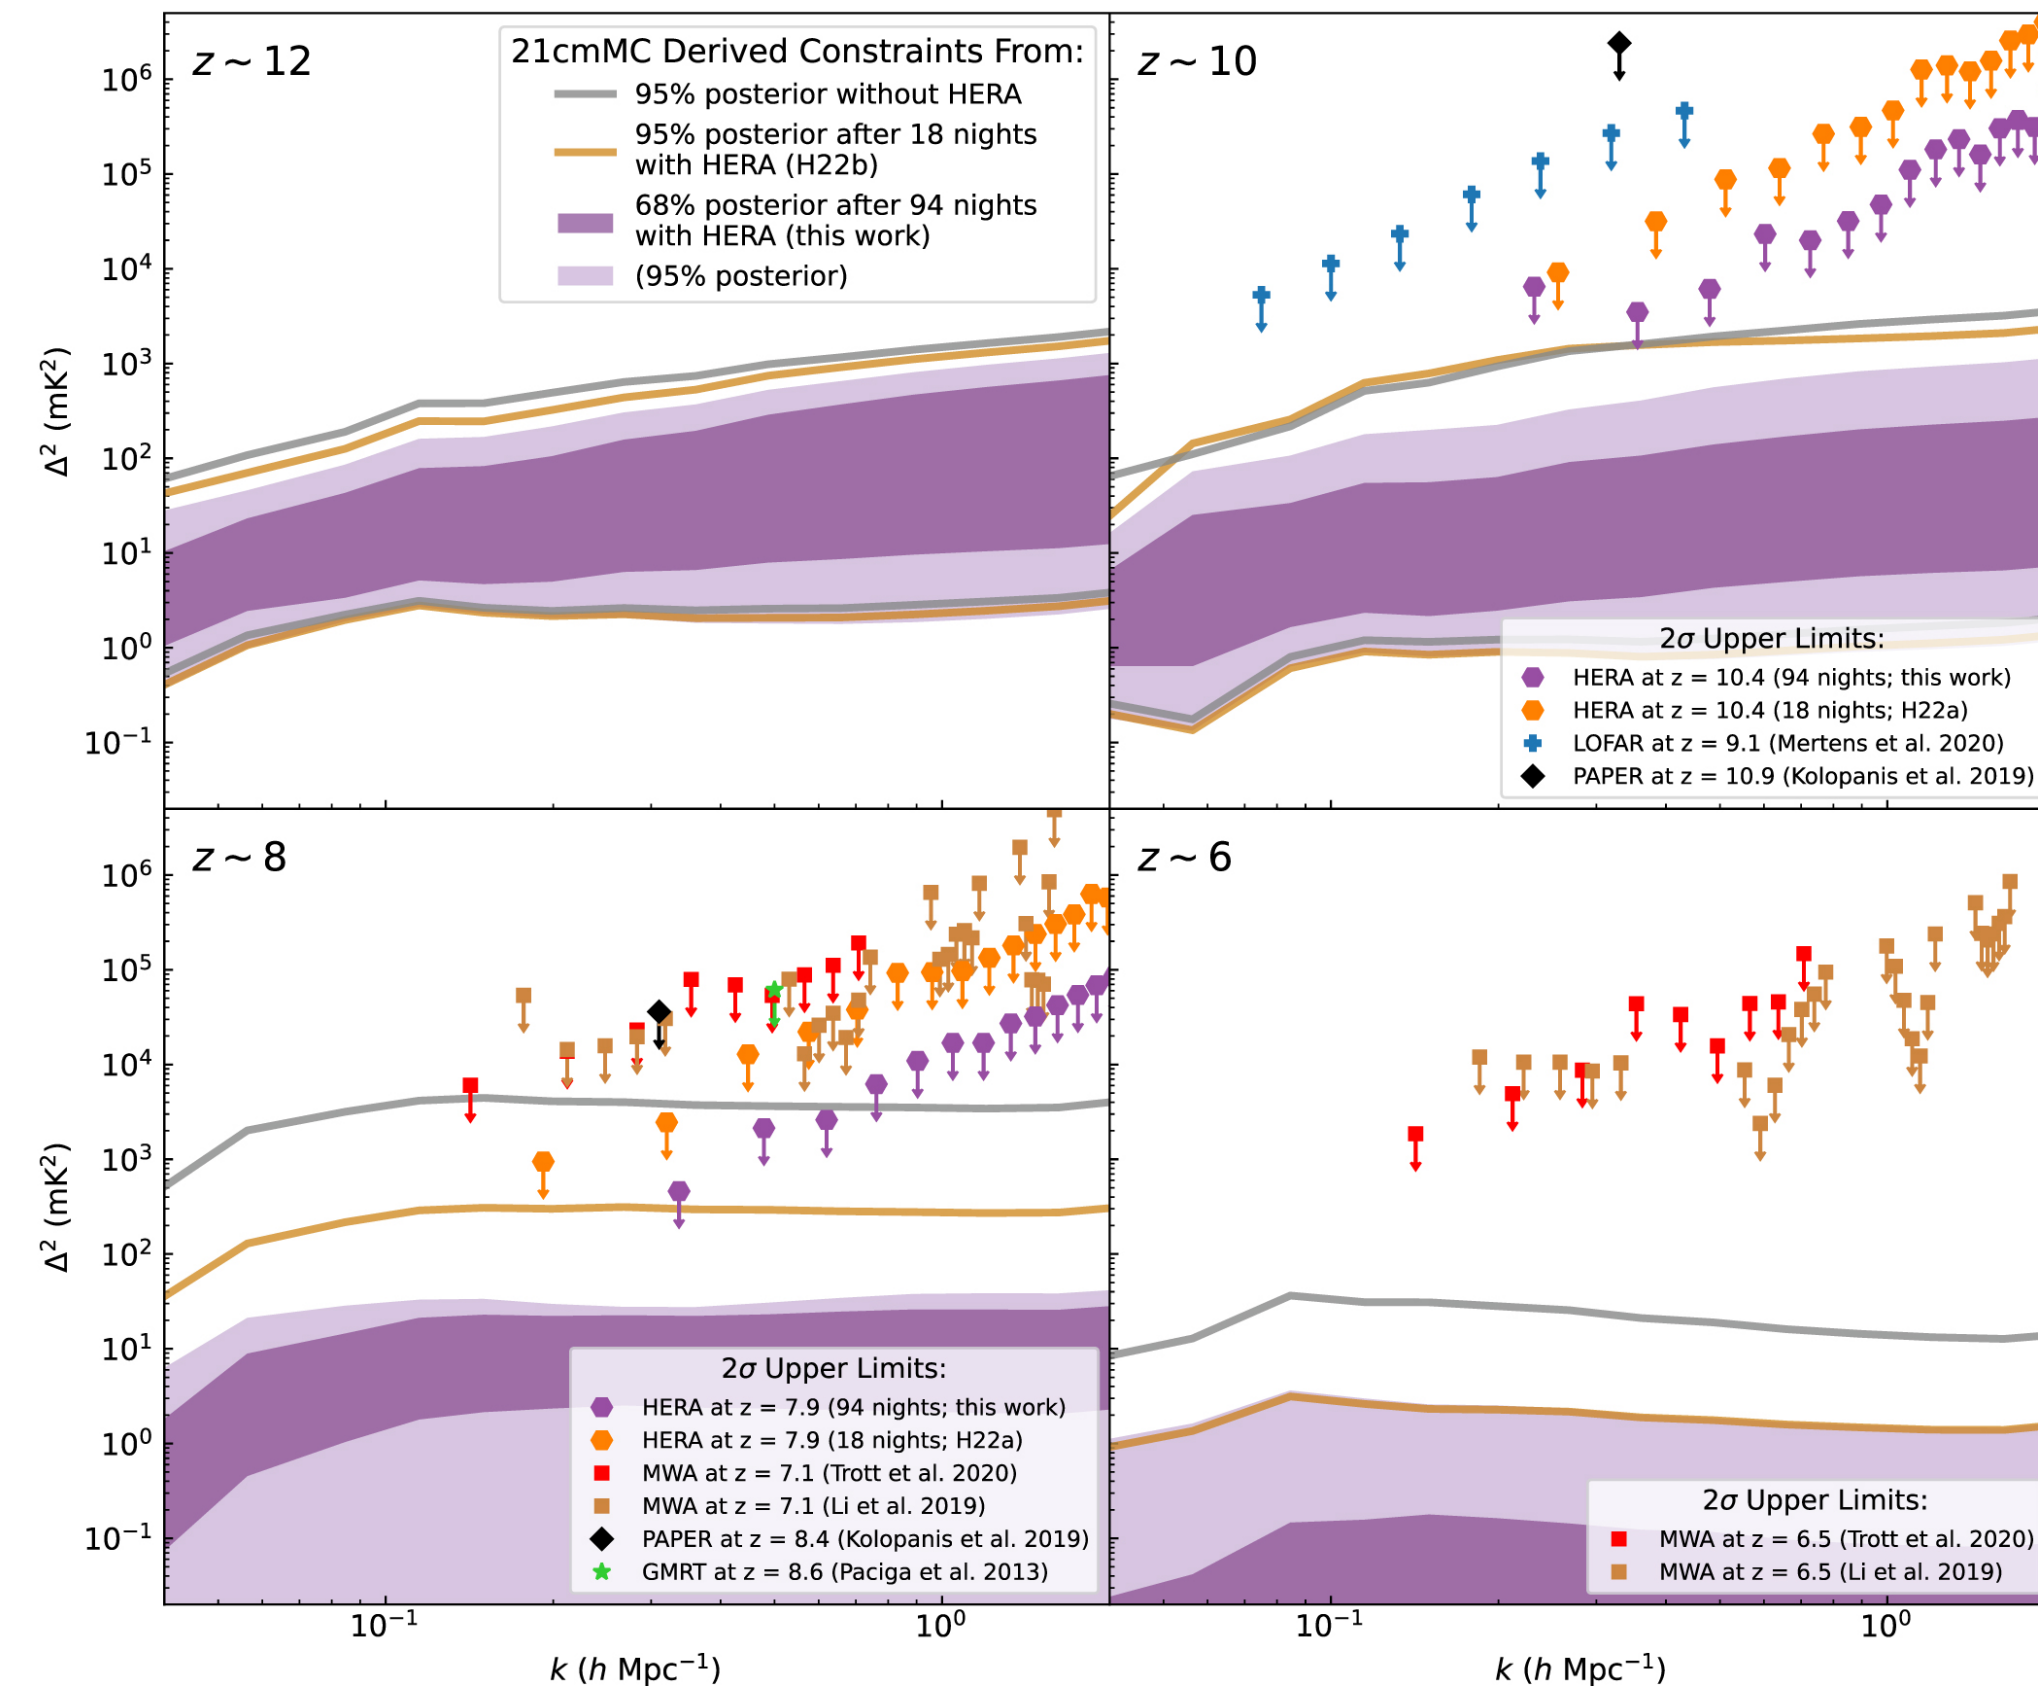 z ~ 12
21cmMC Derived Constraints From:
95% posterior without HERA
95% posterior after 18 nights
with HERA (H22b)
68% posterior after 94 nights
with HERA (this work)
(95% posterior)
10⁶
10⁵
10⁴
10³
10²
10¹
10⁰
10⁻¹
Δ² (mK²)
z ~ 10
2σ Upper Limits:
HERA at z = 10.4 (94 nights; this work)
HERA at z = 10.4 (18 nights; H22a)
LOFAR at z = 9.1 (Mertens et al. 2020)
PAPER at z = 10.9 (Kolopanis et al. 2019)
z ~ 8
10⁶
10⁵
10⁴
10³
10²
10¹
10⁰
10⁻¹
Δ² (mK²)
2σ Upper Limits:
HERA at z = 7.9 (94 nights; this work)
HERA at z = 7.9 (18 nights; H22a)
MWA at z = 7.1 (Trott et al. 2020)
MWA at z = 7.1 (Li et al. 2019)
PAPER at z = 8.4 (Kolopanis et al. 2019)
GMRT at z = 8.6 (Paciga et al. 2013)
10⁻¹
10⁰
k (h Mpc⁻¹)
z ~ 6
2σ Upper Limits:
MWA at z = 6.5 (Trott et al. 2020)
MWA at z = 6.5 (Li et al. 2019)
10⁻¹
10⁰
k (h Mpc⁻¹)